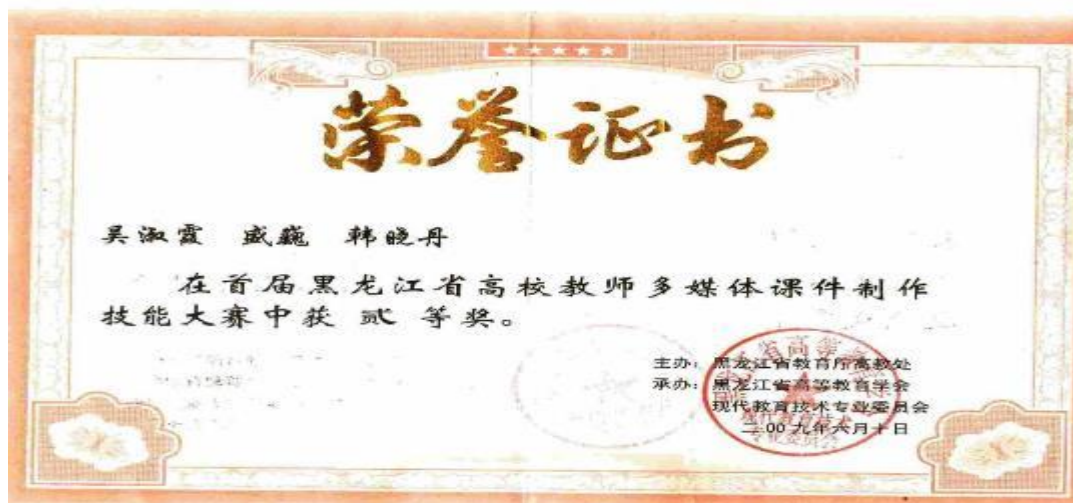 荣誉证书
吴淑霞 盛巍 韩晓丹
在首届黑龙江省高校教师多媒体课件制作
技能大赛中获 贰 等奖。
主办：黑龙江省教育厅高教处
承办：黑龙江省高等教育学会
现代教育技术专业委员会
二00九年六月十日